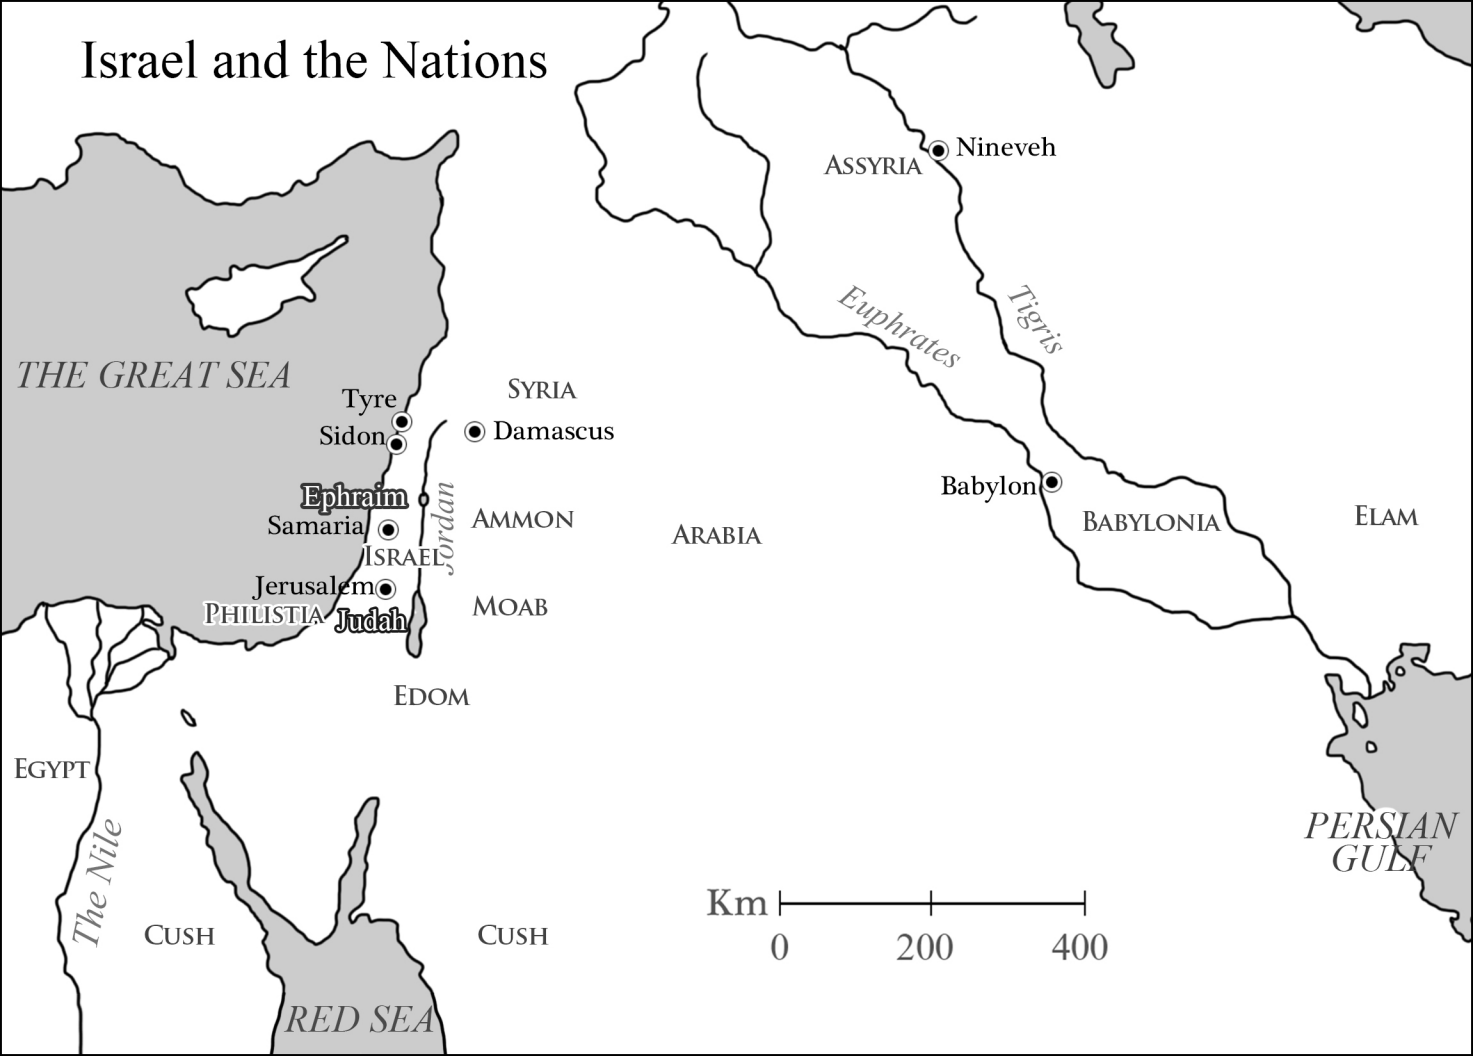 Israel and the Nations
Nineveh
Assyria
Euphrates
Tigris
THE GREAT SEA
Syria
Tyre
Sidon
Damascus
Babylon
Ephraim
Jordan
Samaria
Ammon
Arabia
Babylonia
Elam
Israel
Jerusalem
Philistia
Judah
Moab
Edom
Egypt
The Nile
PERSIAN
GULF
Km
0 200 400
Cush
Cush
RED SEA